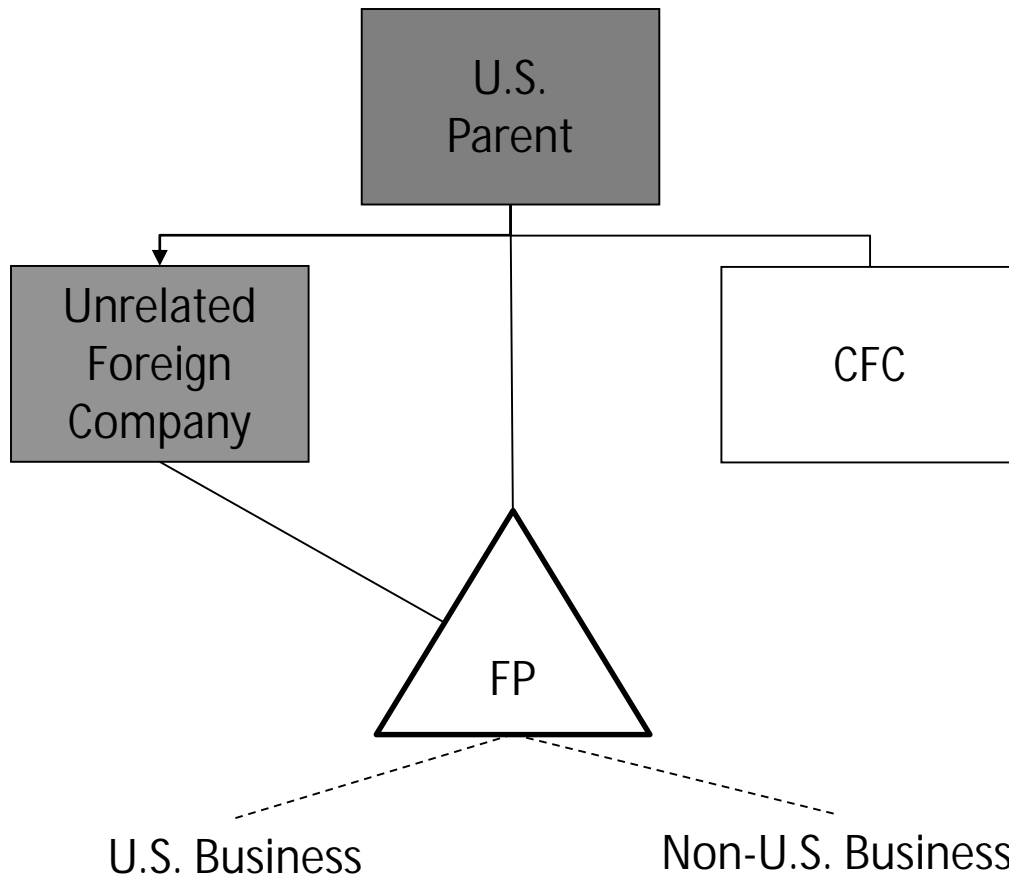 U.S.
Parent
Unrelated
Foreign
Company
CFC
FP
U.S. Business
Non-U.S. Business